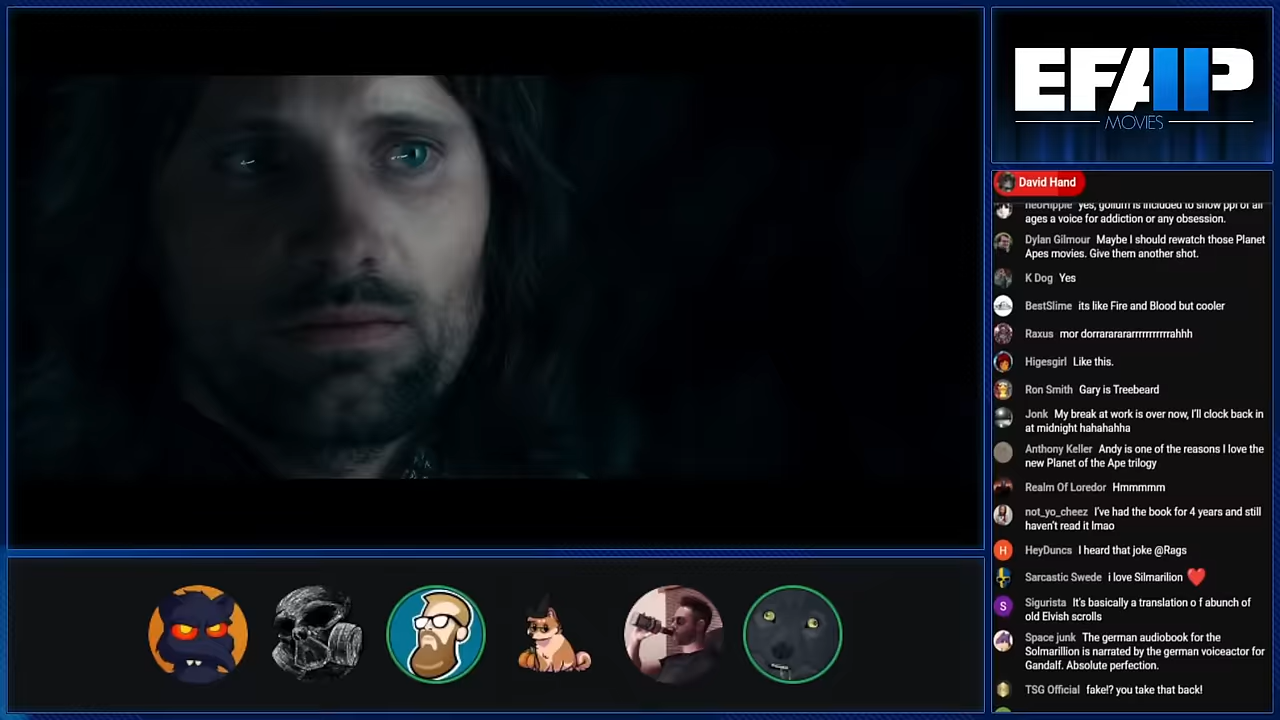 EFAP
MOVIES
David Hand
neoHippie yes, gollum is included to show ppl of all
ages a voice for addiction or any obsession.
Dylan Gilmour Maybe I should rewatch those Planet
Apes movies. Give them another shot.
K Dog Yes
BestSlime its like Fire and Blood but cooler
Raxus mor dorrarararararrrrrrrrrrrahhh
Higesgirl Like this.
Ron Smith Gary is Treebeard
Jonk My break at work is over now, I'll clock back in
at midnight hahahahha
Anthony Keller Andy is one of the reasons I love the
new Planet of the Ape trilogy
Realm Of Loredor Hmmmmm
not_yo_cheez I've had the book for 4 years and still
haven't read it lmao
H
HeyDuncs I heard that joke @Rags
Sarcastic Swede i love Silmarilion ❤️
S
Sigurista It's basically a translation o f abunch of
old Elvish scrolls
Space junk The german audiobook for the
Solmarillion is narrated by the german voiceactor for
Gandalf. Absolute perfection.
TSG Official fake!? you take that back!